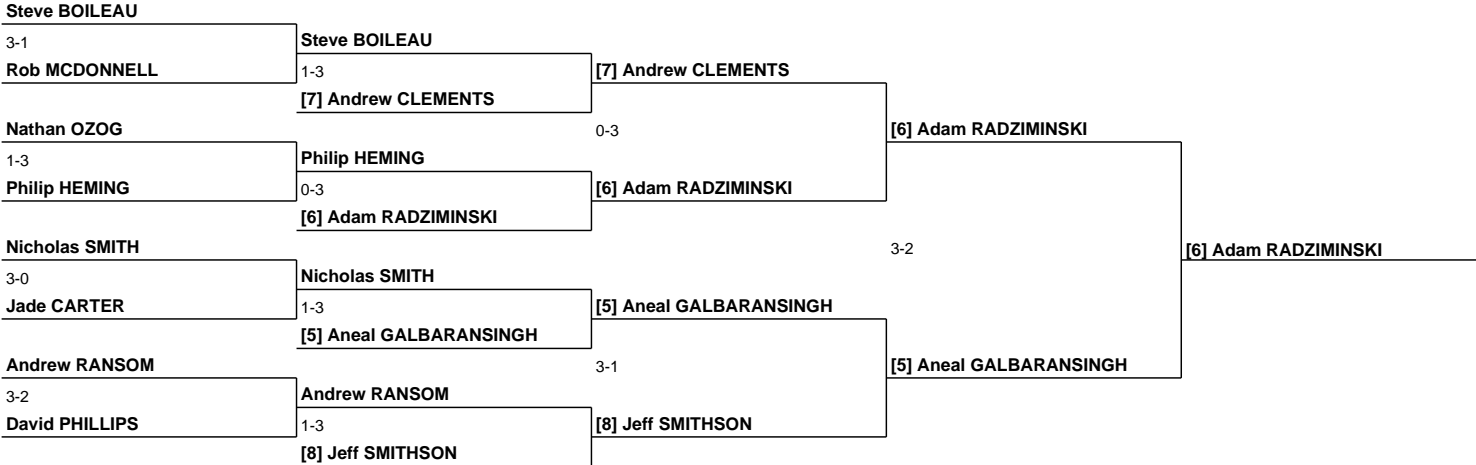 Steve BOILEAU
3-1
Rob MCDONNELL
Nathan OZOG
1-3
Philip HEMING
Nicholas SMITH
3-0
Jade CARTER
Andrew RANSOM
3-2
David PHILLIPS
Steve BOILEAU
1-3
[7] Andrew CLEMENTS
Philip HEMING
0-3
[6] Adam RADZIMINSKI
Nicholas SMITH
1-3
[5] Aneal GALBARANSINGH
Andrew RANSOM
1-3
[8] Jeff SMITHSON
[7] Andrew CLEMENTS
0-3
[6] Adam RADZIMINSKI
[5] Aneal GALBARANSINGH
3-1
[8] Jeff SMITHSON
[6] Adam RADZIMINSKI
3-2
[5] Aneal GALBARANSINGH
[6] Adam RADZIMINSKI